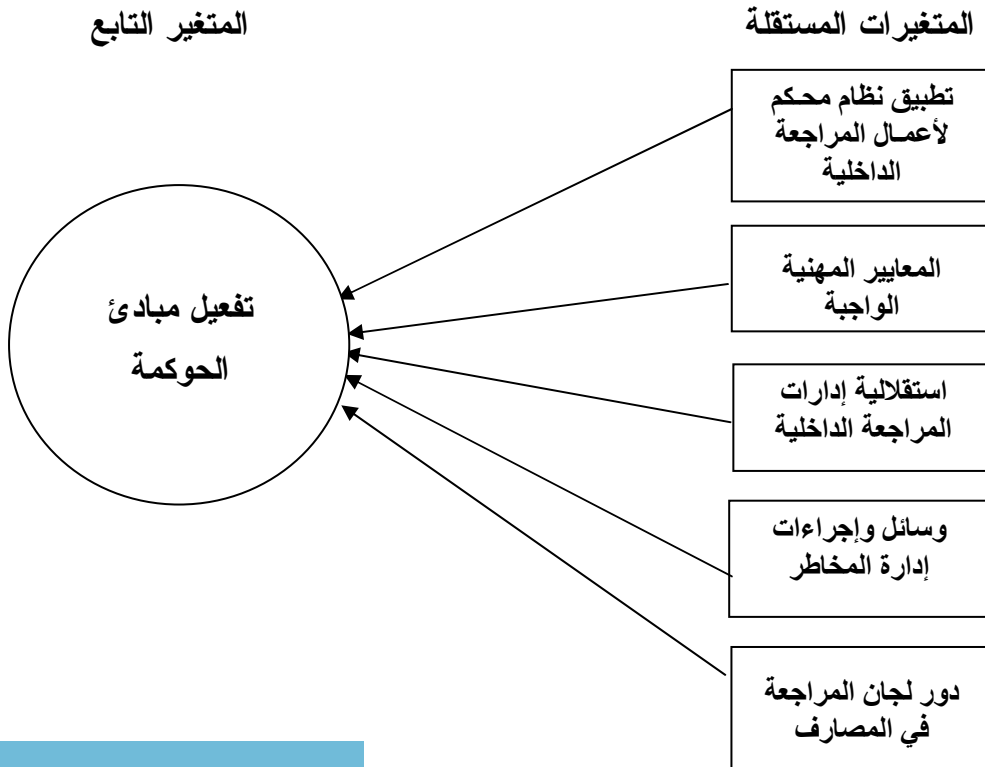 المتغيرات المستقلة
المتغير التابع
تطبيق نظام محكم
لأعمال المراجعة
الداخلية
المعايير المهنية
الواجبة
استقلالية إدارات
المراجعة الداخلية
وسائل وإجراءات
إدارة المخاطر
دور لجان المراجعة
في المصارف
تفعيل مبادئ
الحوكمة